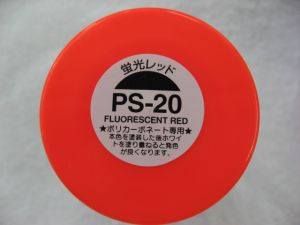 蛍光レッド
PS-20
FLUORESCENT RED
★ポリカーボネート専用★
本色を塗装した後ホワイ
トを塗り重ねると発色
が良くなります。